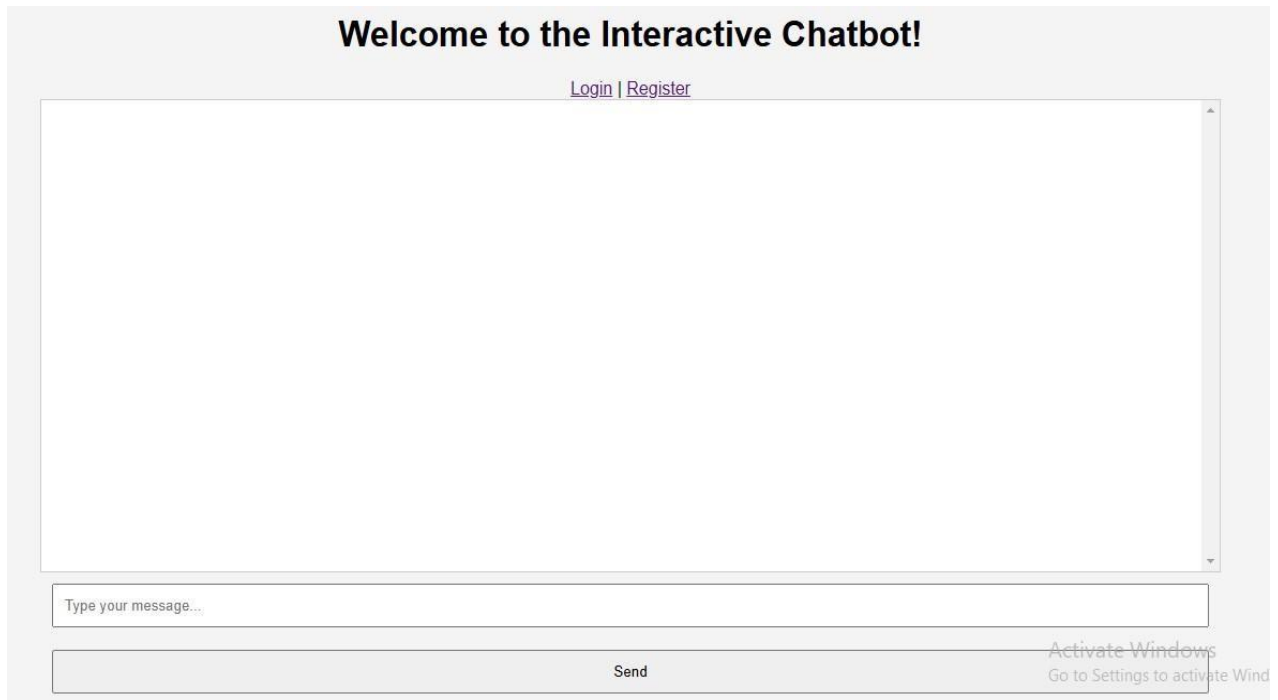 Welcome to the Interactive Chatbot!
Login | Register
Type your message...
Send
Activate Windows
Go to Settings to activate Wind